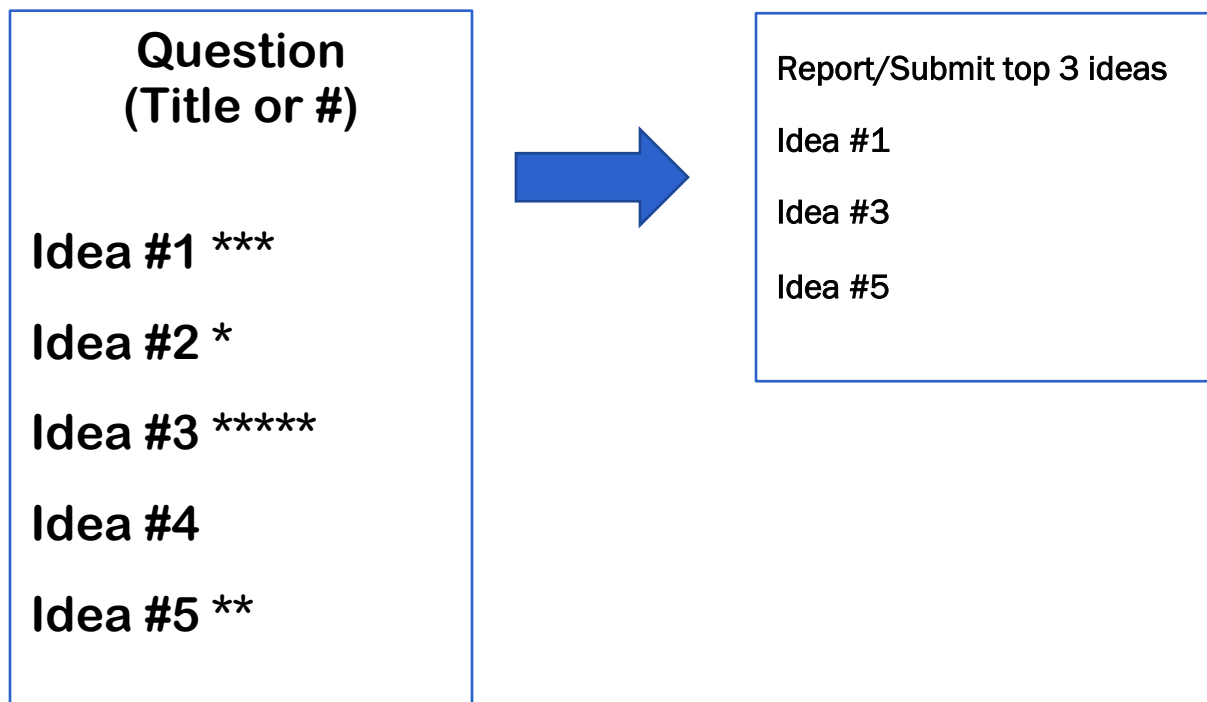 Question
(Title or #)
Idea #1 ***
Idea #2 *
Idea #3 *****
Idea #4
Idea #5 **
Report/Submit top 3 ideas
Idea #1
Idea #3
Idea #5